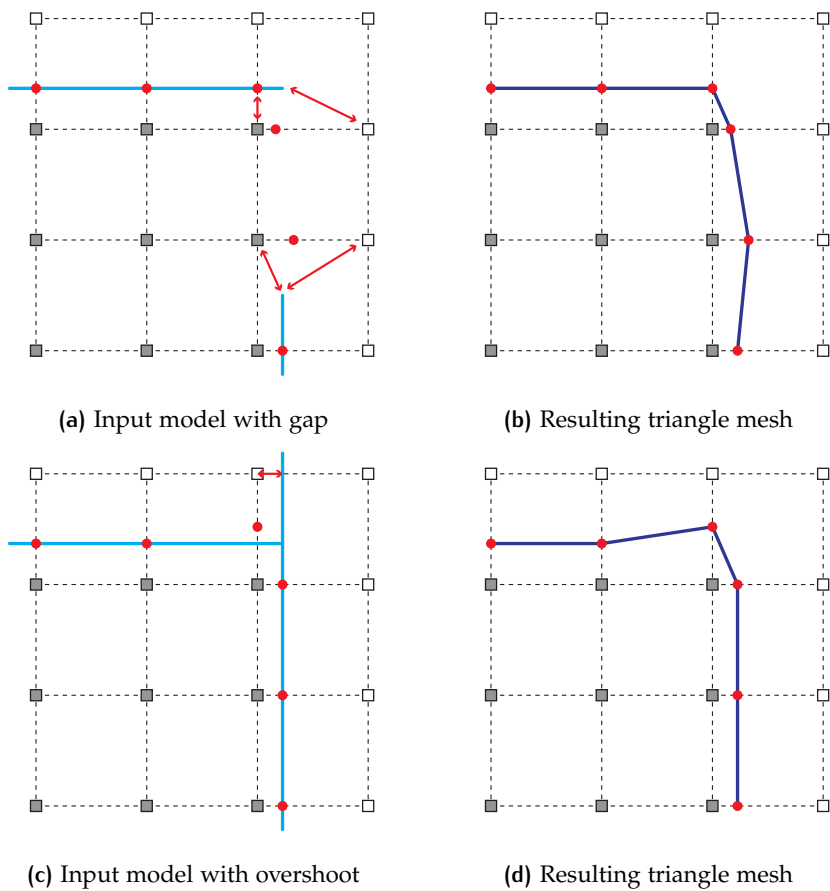 (a) Input model with gap
(b) Resulting triangle mesh
(c) Input model with overshoot
(d) Resulting triangle mesh